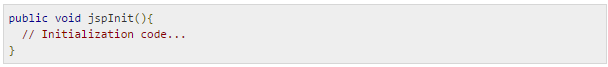 public void jspInit(){
  // Initialization code...
}